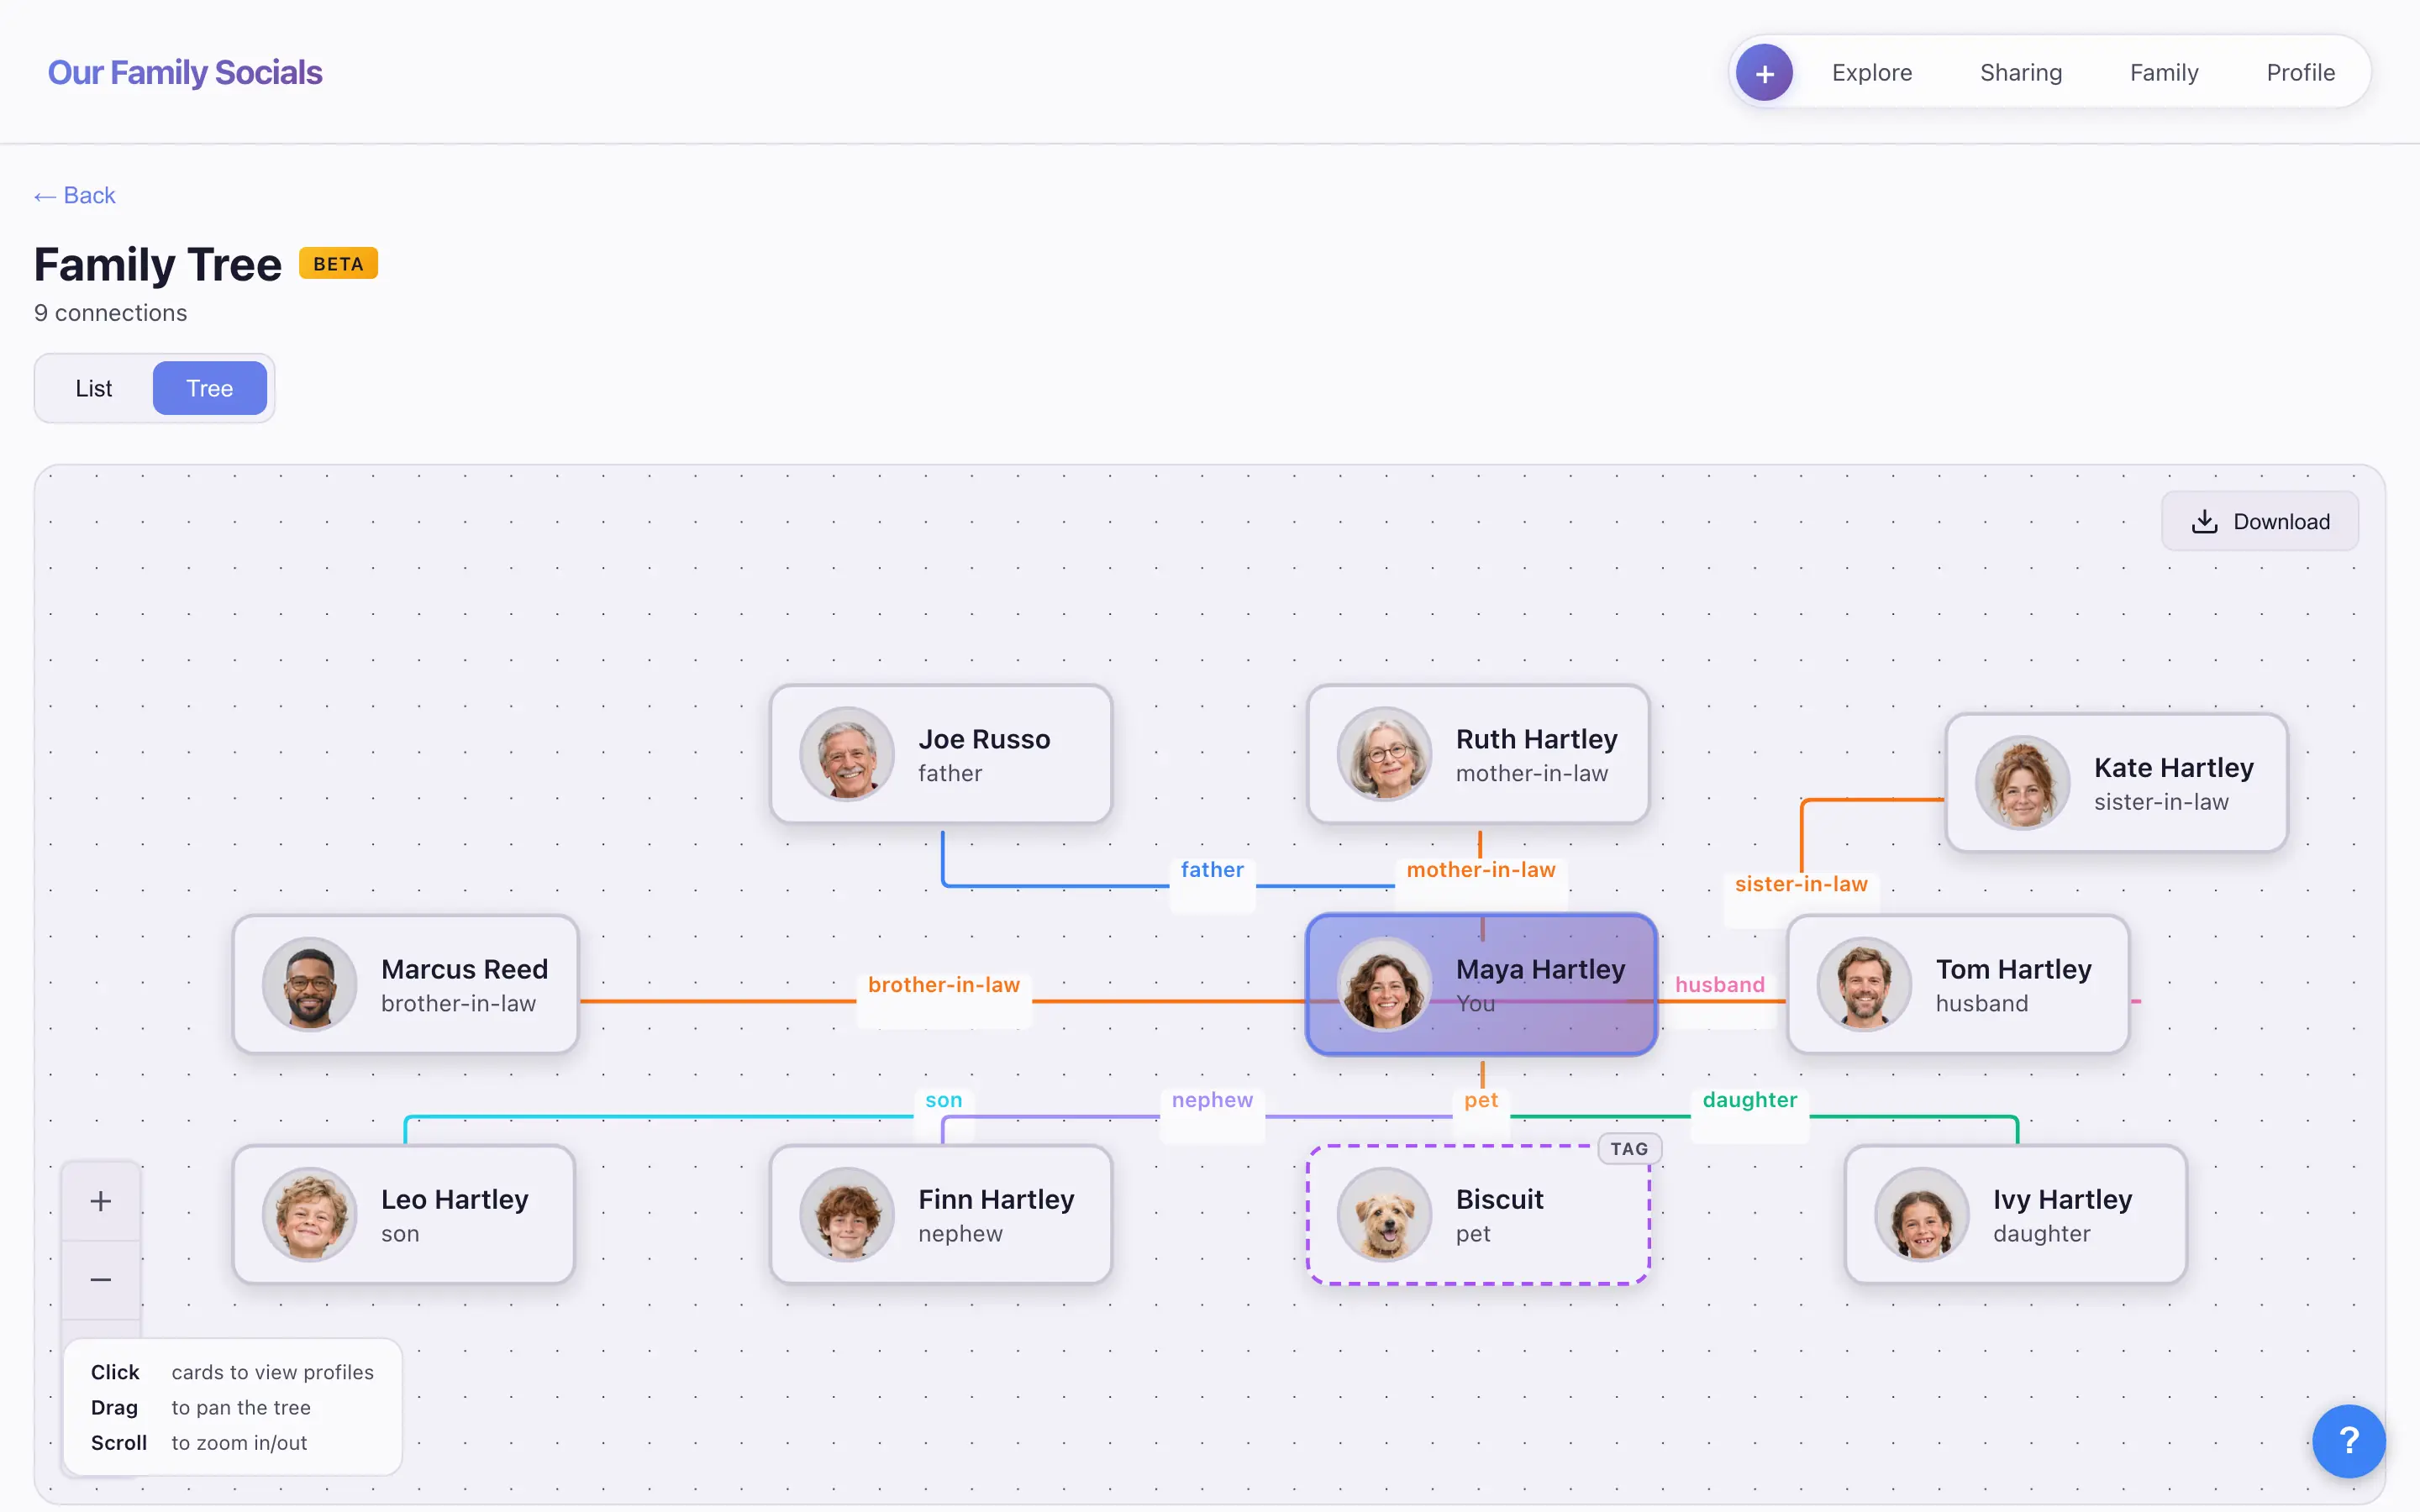 Our Family Socials
+ Explore Sharing Family Profile
← Back
Family Tree BETA
9 connections
List Tree
Download
Joe Russo
father
Ruth Hartley
mother-in-law
Kate Hartley
sister-in-law
father
mother-in-law
sister-in-law
Marcus Reed
brother-in-law
brother-in-law
Maya Hartley
You
husband
Tom Hartley
husband
son
nephew
pet
daughter
TAG
Leo Hartley
son
Finn Hartley
nephew
Biscuit
pet
Ivy Hartley
daughter
+
−
Click cards to view profiles
Drag to pan the tree
Scroll to zoom in/out
?